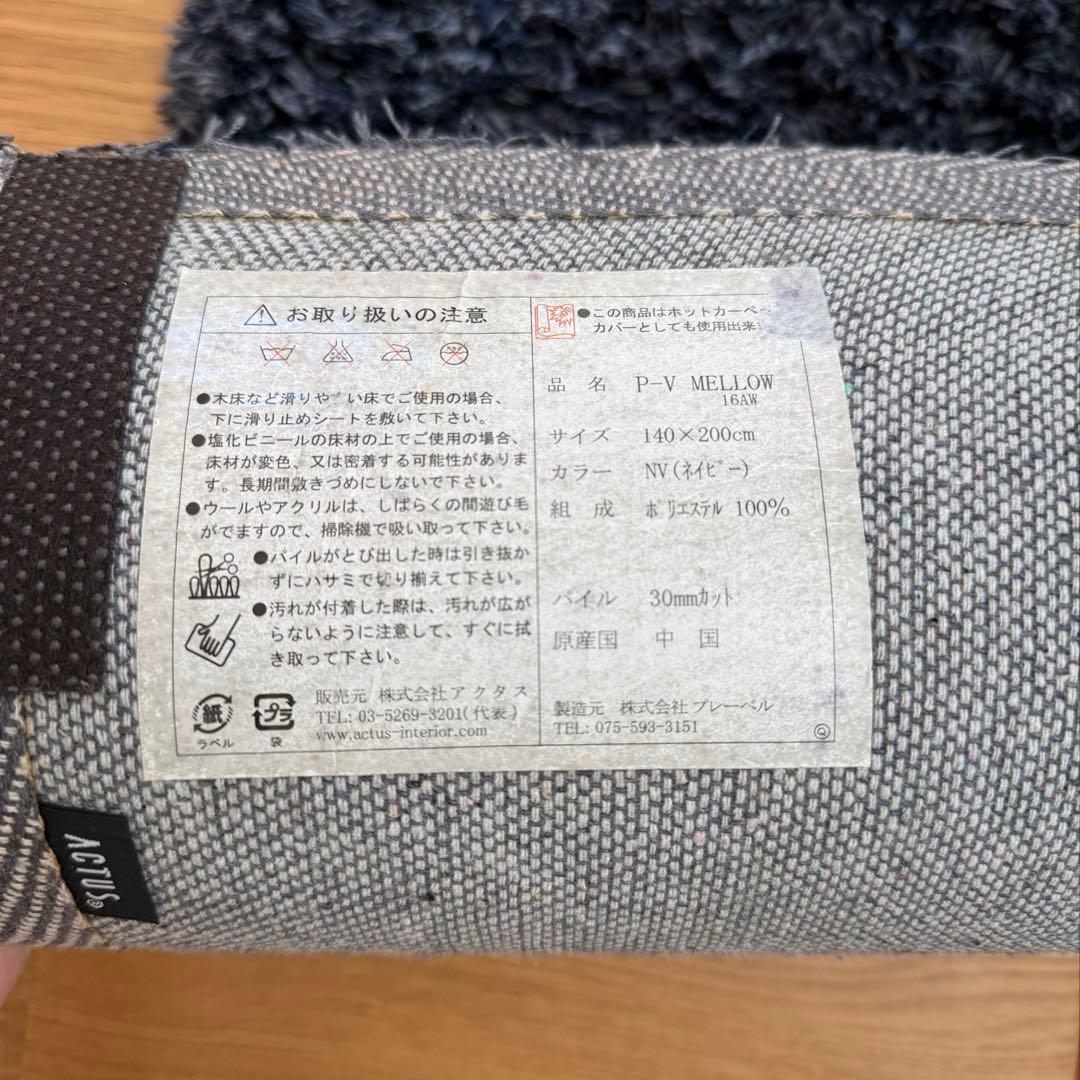 お取り扱いの注意
●木床など滑りや い床でご使用の場合、
下に滑り止めシートを敷いて下さい。
●塩化ビニールの床材の上でご使用の場合、
床材が変色、又は密着する可能性がありま
す。長期間敷きづめにしないで下さい。
●ウールやアクリルは、しばらくの間遊び毛
がでますので、掃除機で吸い取って下さい。
●パイルがとび出した時は引き抜か
ずにハサミで切り揃えて下さい。
●汚れが付着した際は、汚れが広が
らないように注意して、すぐに拭
き取って下さい。
紙
ラベル
プラ
袋
販売元 株式会社アクタス
TEL: 03-5269-3201(代表)
www.actus-interior.com
●この商品はホットカーペッ
カバーとしても使用出来
品名 P-V MELLOW
16AW
サイズ 140×200cm
カラー NV(ネイビー)
組成 ポリエステル 100%
パイル 30mmカット
原産国 中国
製造元 株式会社プレーベル
TEL: 075-593-3151
Q
ACTUS®